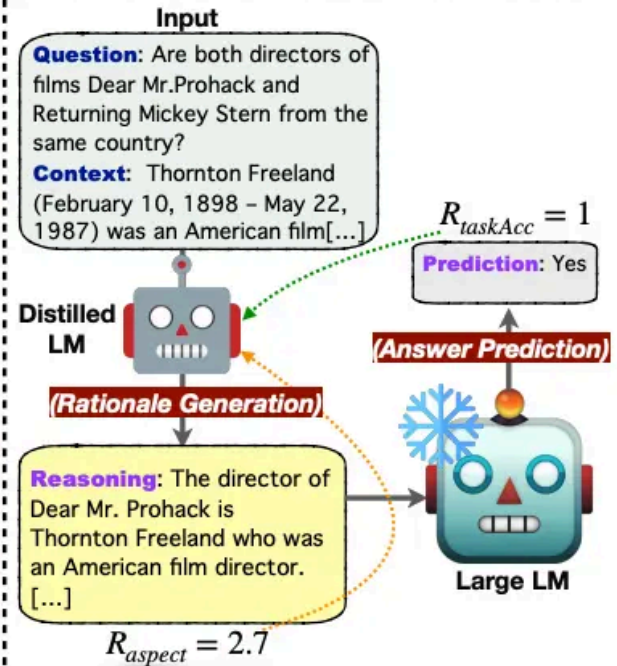 Input
Question: Are both directors of
films Dear Mr.Prohack and
Returning Mickey Stern from the
same country?
Context: Thornton Freeland
(February 10, 1898 – May 22,
1987) was an American film[...]
R_taskAcc = 1
Prediction: Yes
Distilled
LM
(Answer Prediction)
(Rationale Generation)
Reasoning: The director of
Dear Mr. Prohack is
Thornton Freeland who was
an American film director.
[...]
Large LM
R_aspect = 2.7